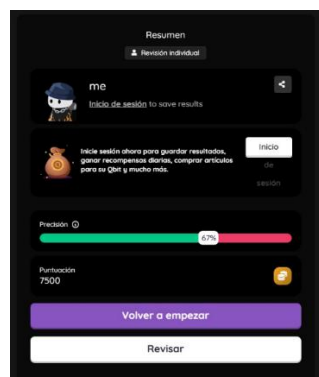 Resumen
Revisión individual
me
Inicio de sesión to save results
Inicie sesión ahora para guardar resultados,
ganar recompensas diarias, comprar artículos
para su Qbit y mucho más.
Inicio
de
sesión
Precisión
67%
Puntuación
7500
Volver a empezar
Revisar